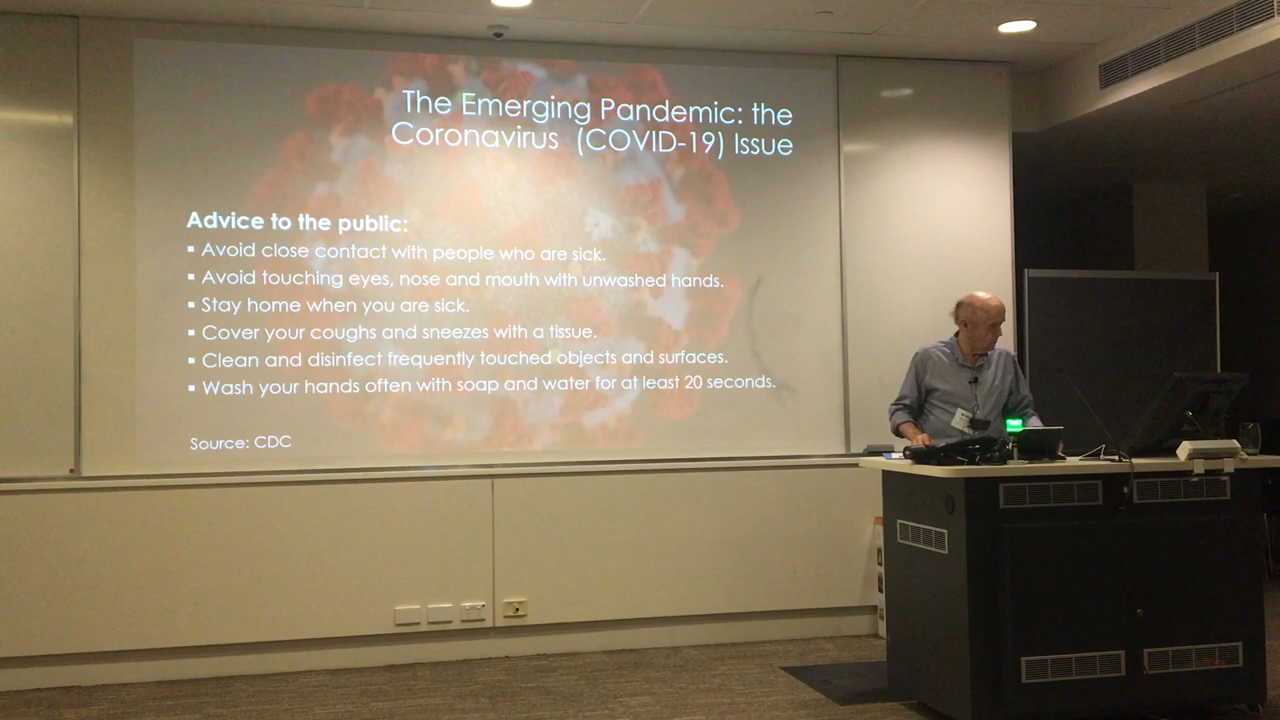 The Emerging Pandemic: the
Coronavirus (COVID-19) Issue
Advice to the public:
▪ Avoid close contact with people who are sick.
▪ Avoid touching eyes, nose and mouth with unwashed hands.
▪ Stay home when you are sick.
▪ Cover your coughs and sneezes with a tissue.
▪ Clean and disinfect frequently touched objects and surfaces.
▪ Wash your hands often with soap and water for at least 20 seconds.
Source: CDC